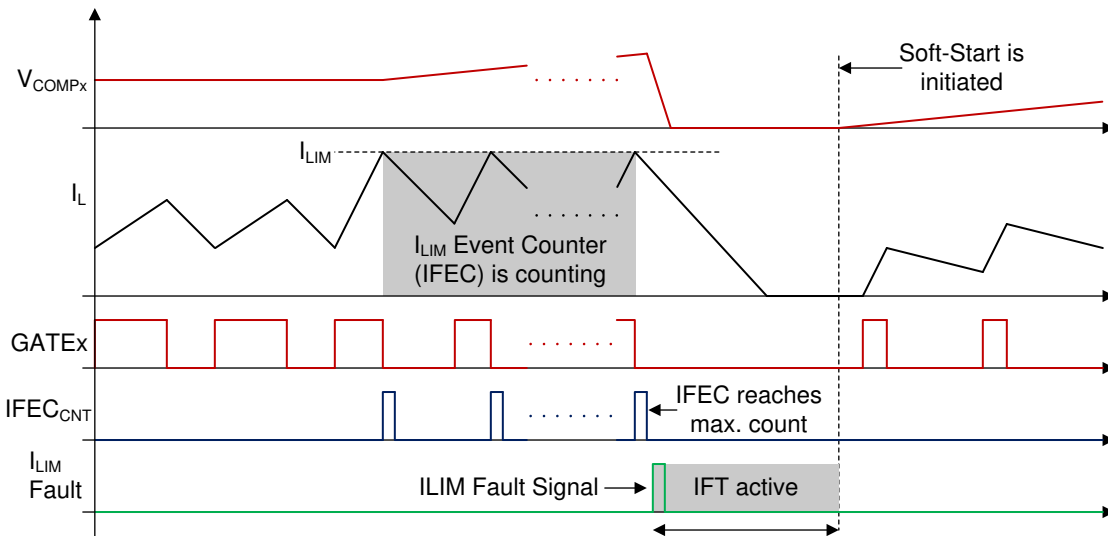 Soft-Start is
initiated
VCOMPx
ILIM
IL
ILIM Event Counter
(IFEC) is counting
GATEx
IFECCNT
IFEC reaches
max. count
ILIM
Fault
ILIM Fault Signal
IFT active